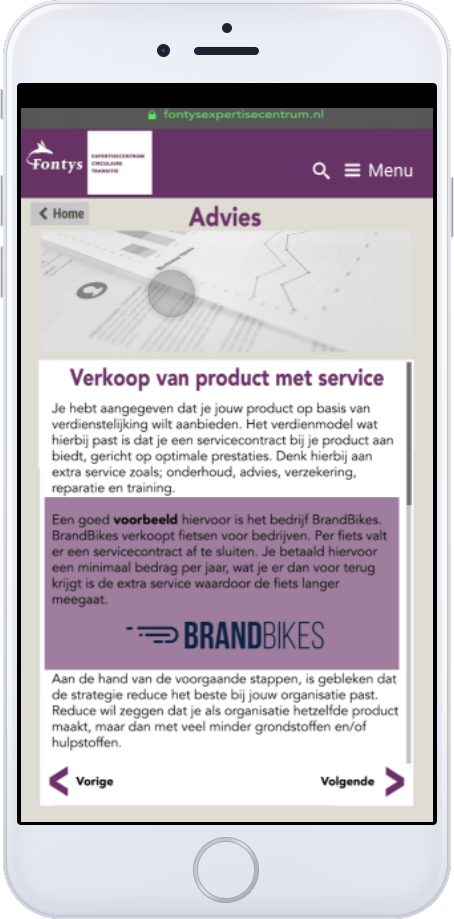 fontysexpertisecentrum.nl
Fontys
EXPERTISECENTRUM
CIRCULAIRE
TRANSITIE
Menu
Home
Advies
Verkoop van product met service
Je hebt aangegeven dat je jouw product op basis van
verdienstelijking wilt aanbieden. Het verdienmodel wat
hierbij past is dat je een servicecontract bij je product aan
biedt, gericht op optimale prestaties. Denk hierbij aan
extra service zoals; onderhoud, advies, verzekering,
reparatie en training.
Een goed voorbeeld hiervoor is het bedrijf BrandBikes.
BrandBikes verkoopt fietsen voor bedrijven. Per fiets valt
er een servicecontract af te sluiten. Je betaald hiervoor
een minimaal bedrag per jaar, wat je er dan voor terug
krijgt is de extra service waardoor de fiets langer
meegaat.
BRANDBIKES
Aan de hand van de voorgaande stappen, is gebleken dat
de strategie reduce het beste bij jouw organisatie past.
Reduce wil zeggen dat je als organisatie hetzelfde product
maakt, maar dan met veel minder grondstoffen en/of
hulpstoffen.
Vorige
Volgende